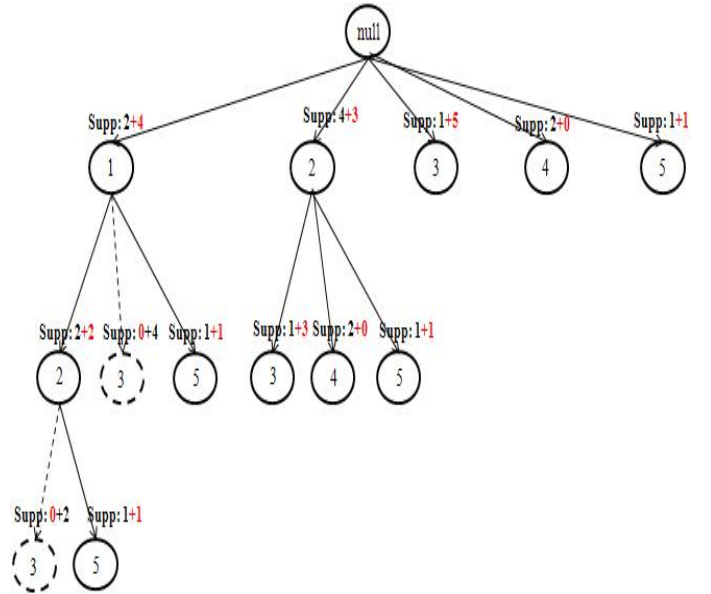 null
Supp: 2+4
Supp: 4+3
Supp: 1+5
Supp: 2+0
Supp: 1+1
1
2
3
4
5
Supp: 2+2
Supp: 0+4
Supp: 1+1
Supp: 1+3
Supp: 2+0
Supp: 1+1
2
3
5
3
4
5
Supp: 0+2
Supp: 1+1
3
5